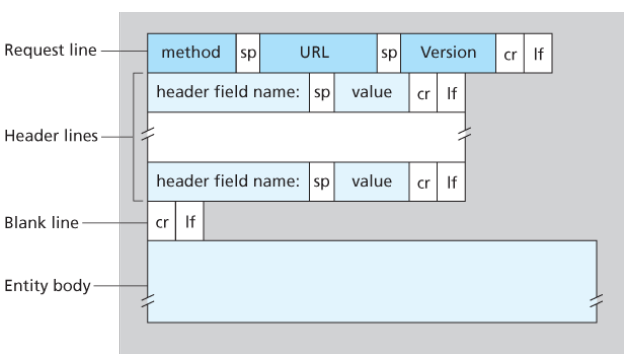 Request line method sp URL sp Version cr lf
header field name: sp value cr lf
Header lines
header field name: sp value cr lf
Blank line cr lf
Entity body